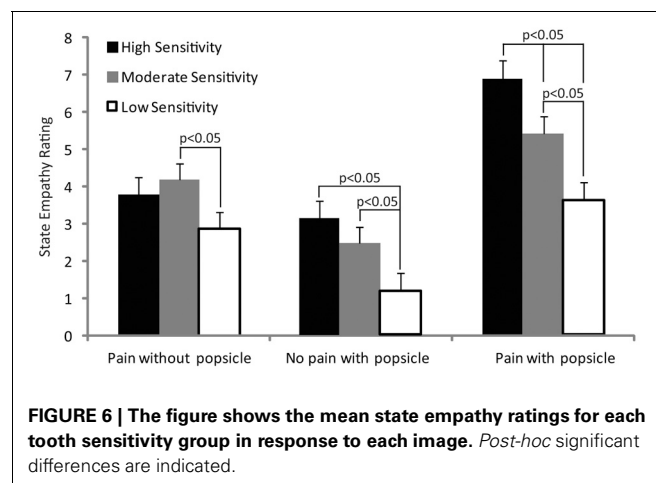 8
7
6
5
4
3
2
1
0
State Empathy Rating
High Sensitivity
Moderate Sensitivity
Low Sensitivity
p<0.05
p<0.05
p<0.05
p<0.05
p<0.05
Pain without popsicle
No pain with popsicle
Pain with popsicle
FIGURE 6 | The figure shows the mean state empathy ratings for each
tooth sensitivity group in response to each image. Post-hoc significant
differences are indicated.